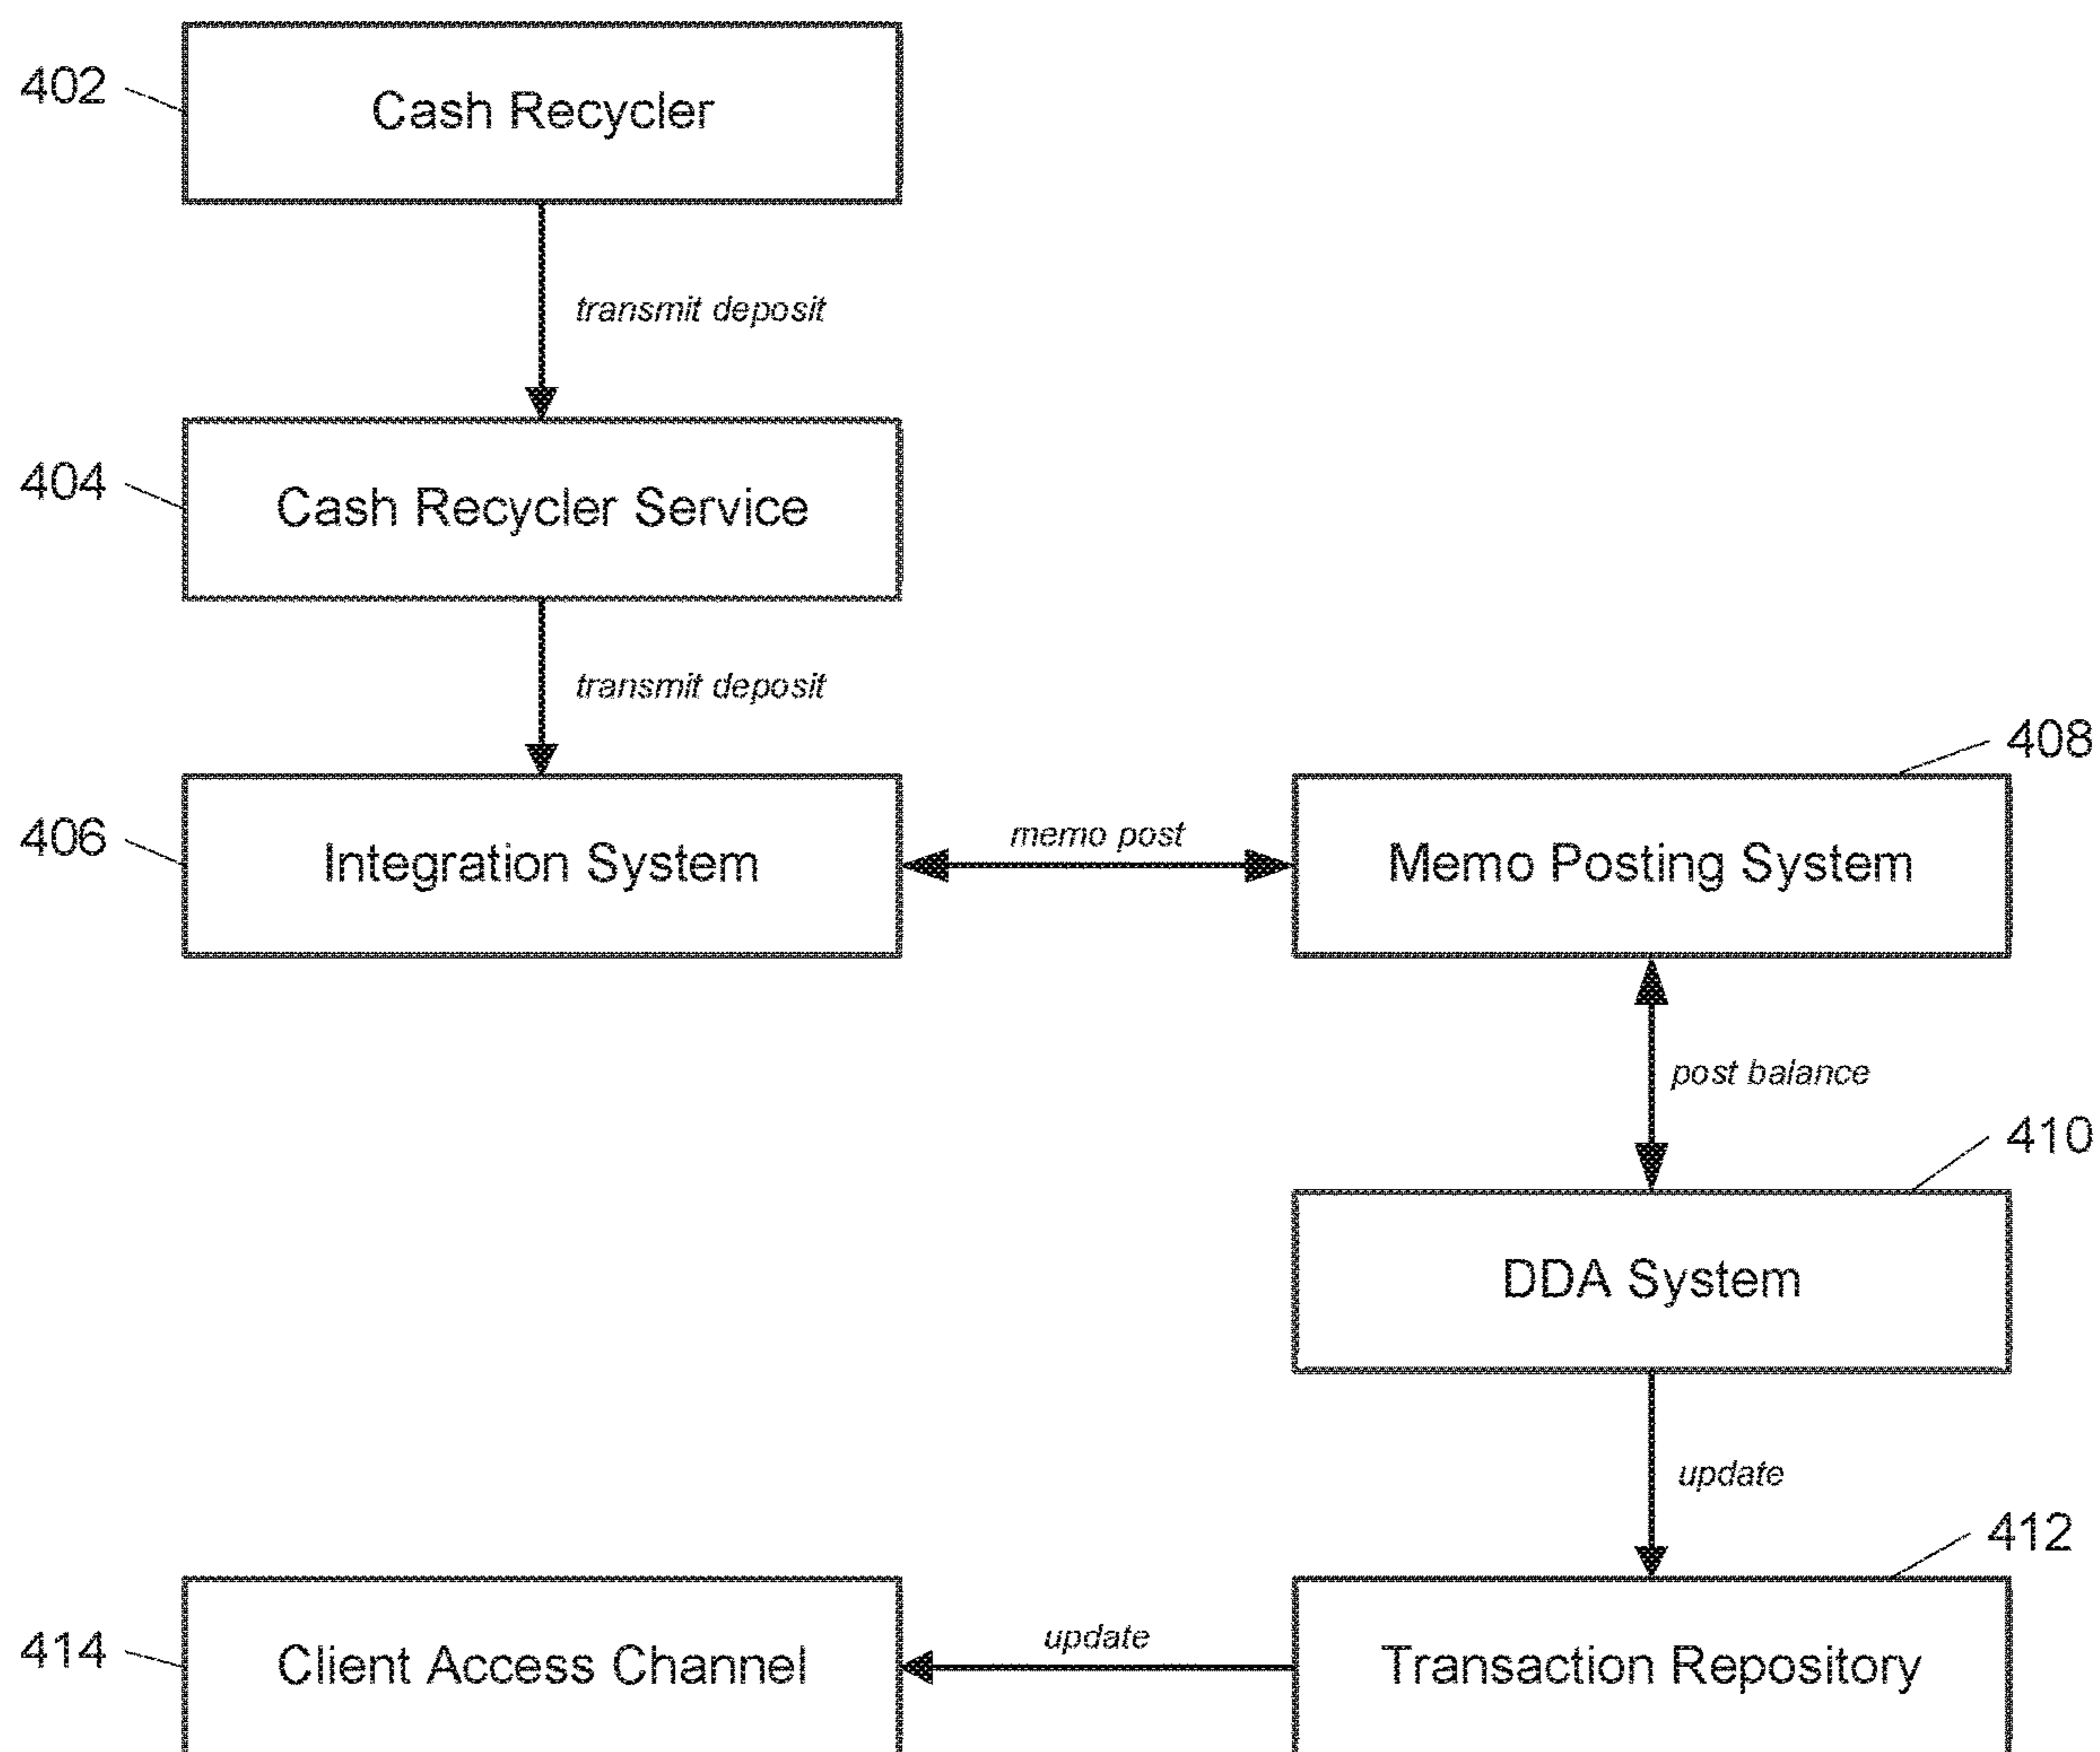 402
Cash Recycler
transmit deposit
404
Cash Recycler Service
transmit deposit
408
406
Integration System
memo post
Memo Posting System
post balance
410
DDA System
update
412
414
Client Access Channel
update
Transaction Repository